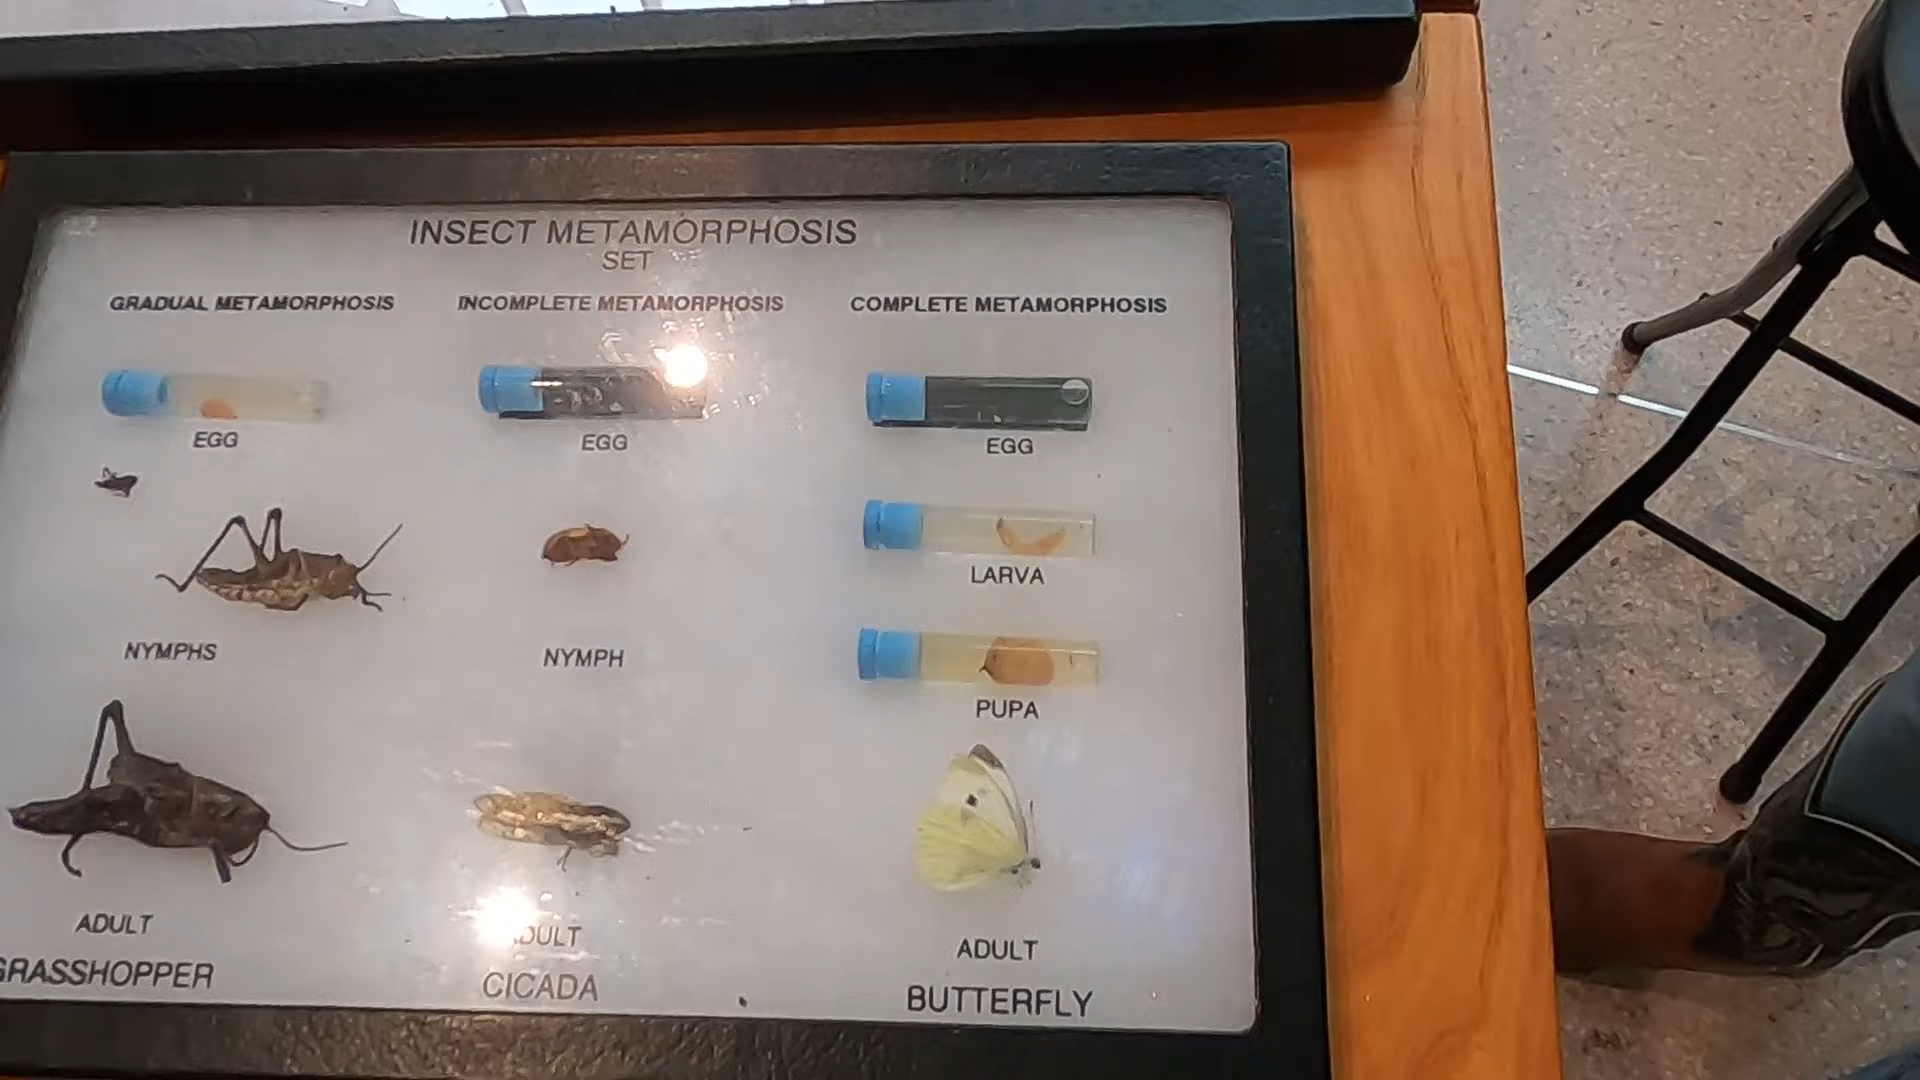 INSECT METAMORPHOSIS
SET
GRADUAL METAMORPHOSIS
EGG
NYMPHS
ADULT
GRASSHOPPER
INCOMPLETE METAMORPHOSIS
EGG
NYMPH
ADULT
CICADA
COMPLETE METAMORPHOSIS
EGG
LARVA
PUPA
ADULT
BUTTERFLY